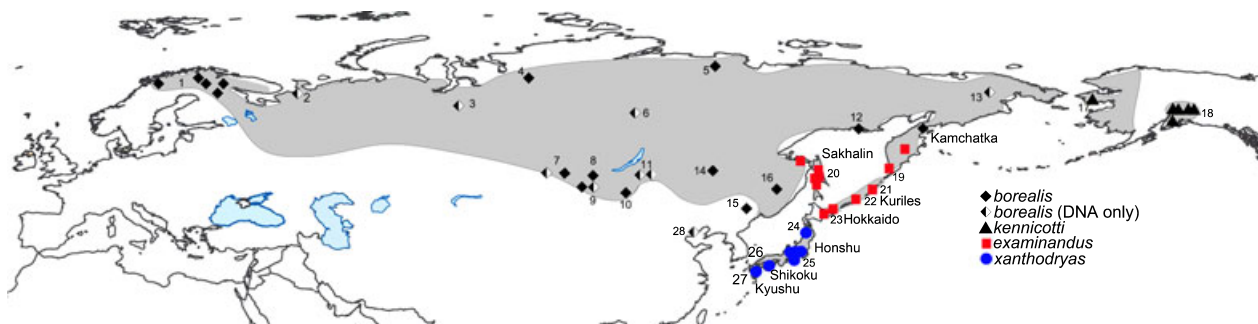 1
2
3
4
5
6
7
8
9
10
11
12
13
14
15
16
1
18
Kamchatka
Sakhalin
19
20
21
22 Kuriles
23 Hokkaido
24
Honshu
25
26
Shikoku
27
Kyushu
28
borealis
borealis (DNA only)
kennicotti
examinandus
xanthodryas